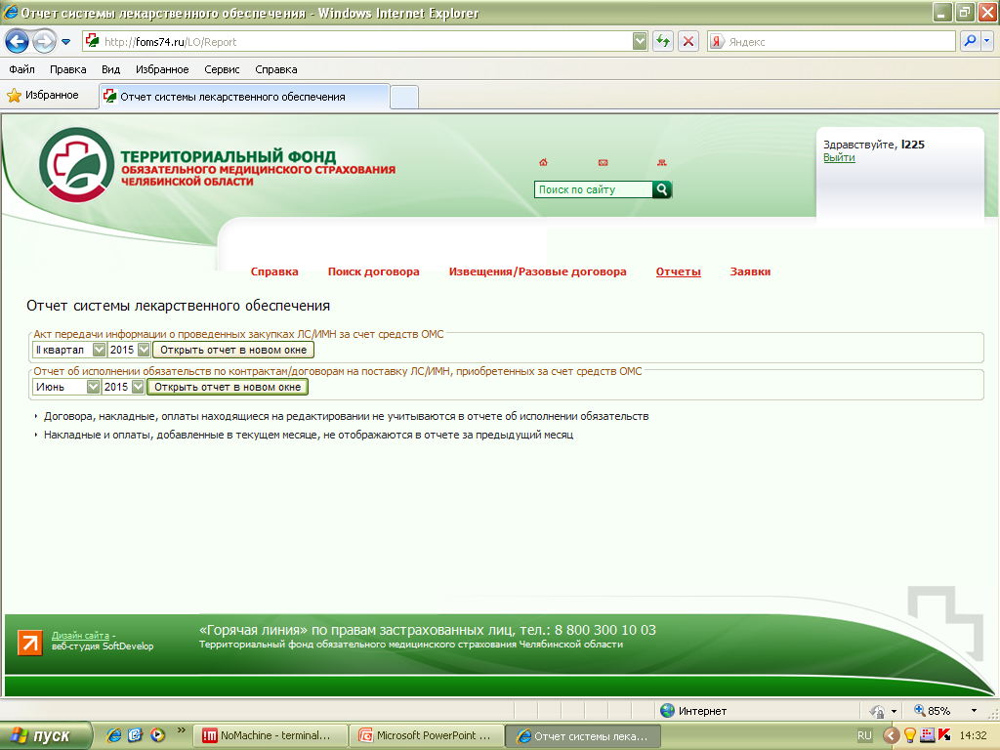 Отчет системы лекарственного обеспечения - Windows Internet Explorer
http://foms74.ru/LO/Report
Яндекс
Файл Правка Вид Избранное Сервис Справка
Избранное
Отчет системы лекарственного обеспечения
ТЕРРИТОРИАЛЬНЫЙ ФОНД
ОБЯЗАТЕЛЬНОГО МЕДИЦИНСКОГО СТРАХОВАНИЯ
ЧЕЛЯБИНСКОЙ ОБЛАСТИ
Поиск по сайту
Здравствуйте, l225
Выйти
Справка Поиск договора Извещения/Разовые договора Отчеты Заявки
Отчет системы лекарственного обеспечения
Акт передачи информации о проведенных закупках ЛС/ИМН за счет средств ОМС
II квартал 2015 Открыть отчет в новом окне
Отчет об исполнении обязательств по контрактам/договорам на поставку ЛС/ИМН, приобретенных за счет средств ОМС
Июнь 2015 Открыть отчет в новом окне
Договора, накладные, оплаты находящиеся на редактировании не учитываются в отчете об исполнении обязательств
Накладные и оплаты, добавленные в текущем месяце, не отображаются в отчете за предыдущий месяц
Дизайн сайта -
веб-студия SoftDevelop
«Горячая линия» по правам застрахованных лиц, тел.: 8 800 300 10 03
Территориальный фонд обязательного медицинского страхования Челябинской области
Интернет
85%
пуск
NoMachine - terminal...
Microsoft PowerPoint ...
Отчет системы лека...
RU
14:32